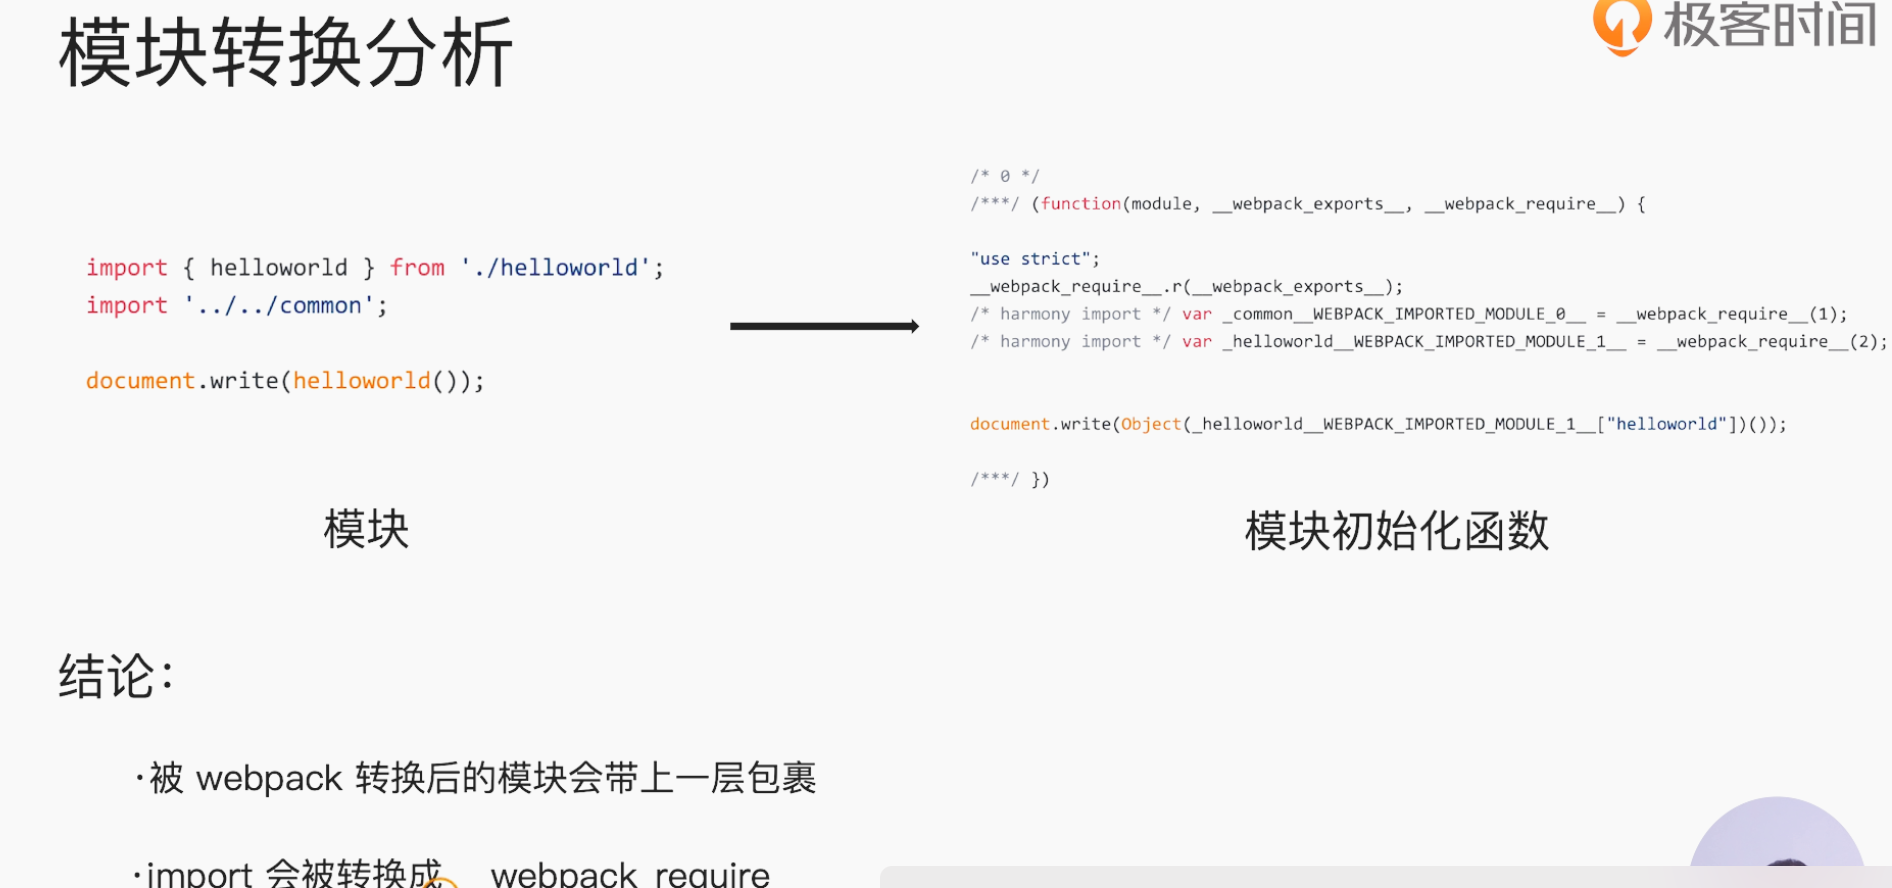 模块转换分析
极客时间
import { helloworld } from './helloworld';
import '../../common';
document.write(helloworld());
模块
/* 0 */
/***/ (function(module, __webpack_exports__, __webpack_require__) {
"use strict";
__webpack_require__.r(__webpack_exports__);
/* harmony import */ var _common__WEBPACK_IMPORTED_MODULE_0__ = __webpack_require__(1);
/* harmony import */ var _helloworld__WEBPACK_IMPORTED_MODULE_1__ = __webpack_require__(2);
document.write(Object(_helloworld__WEBPACK_IMPORTED_MODULE_1__["helloworld"])());
/***/ })
模块初始化函数
结论：
·被 webpack 转换后的模块会带上一层包裹
·import 会被转换成 __webpack_require